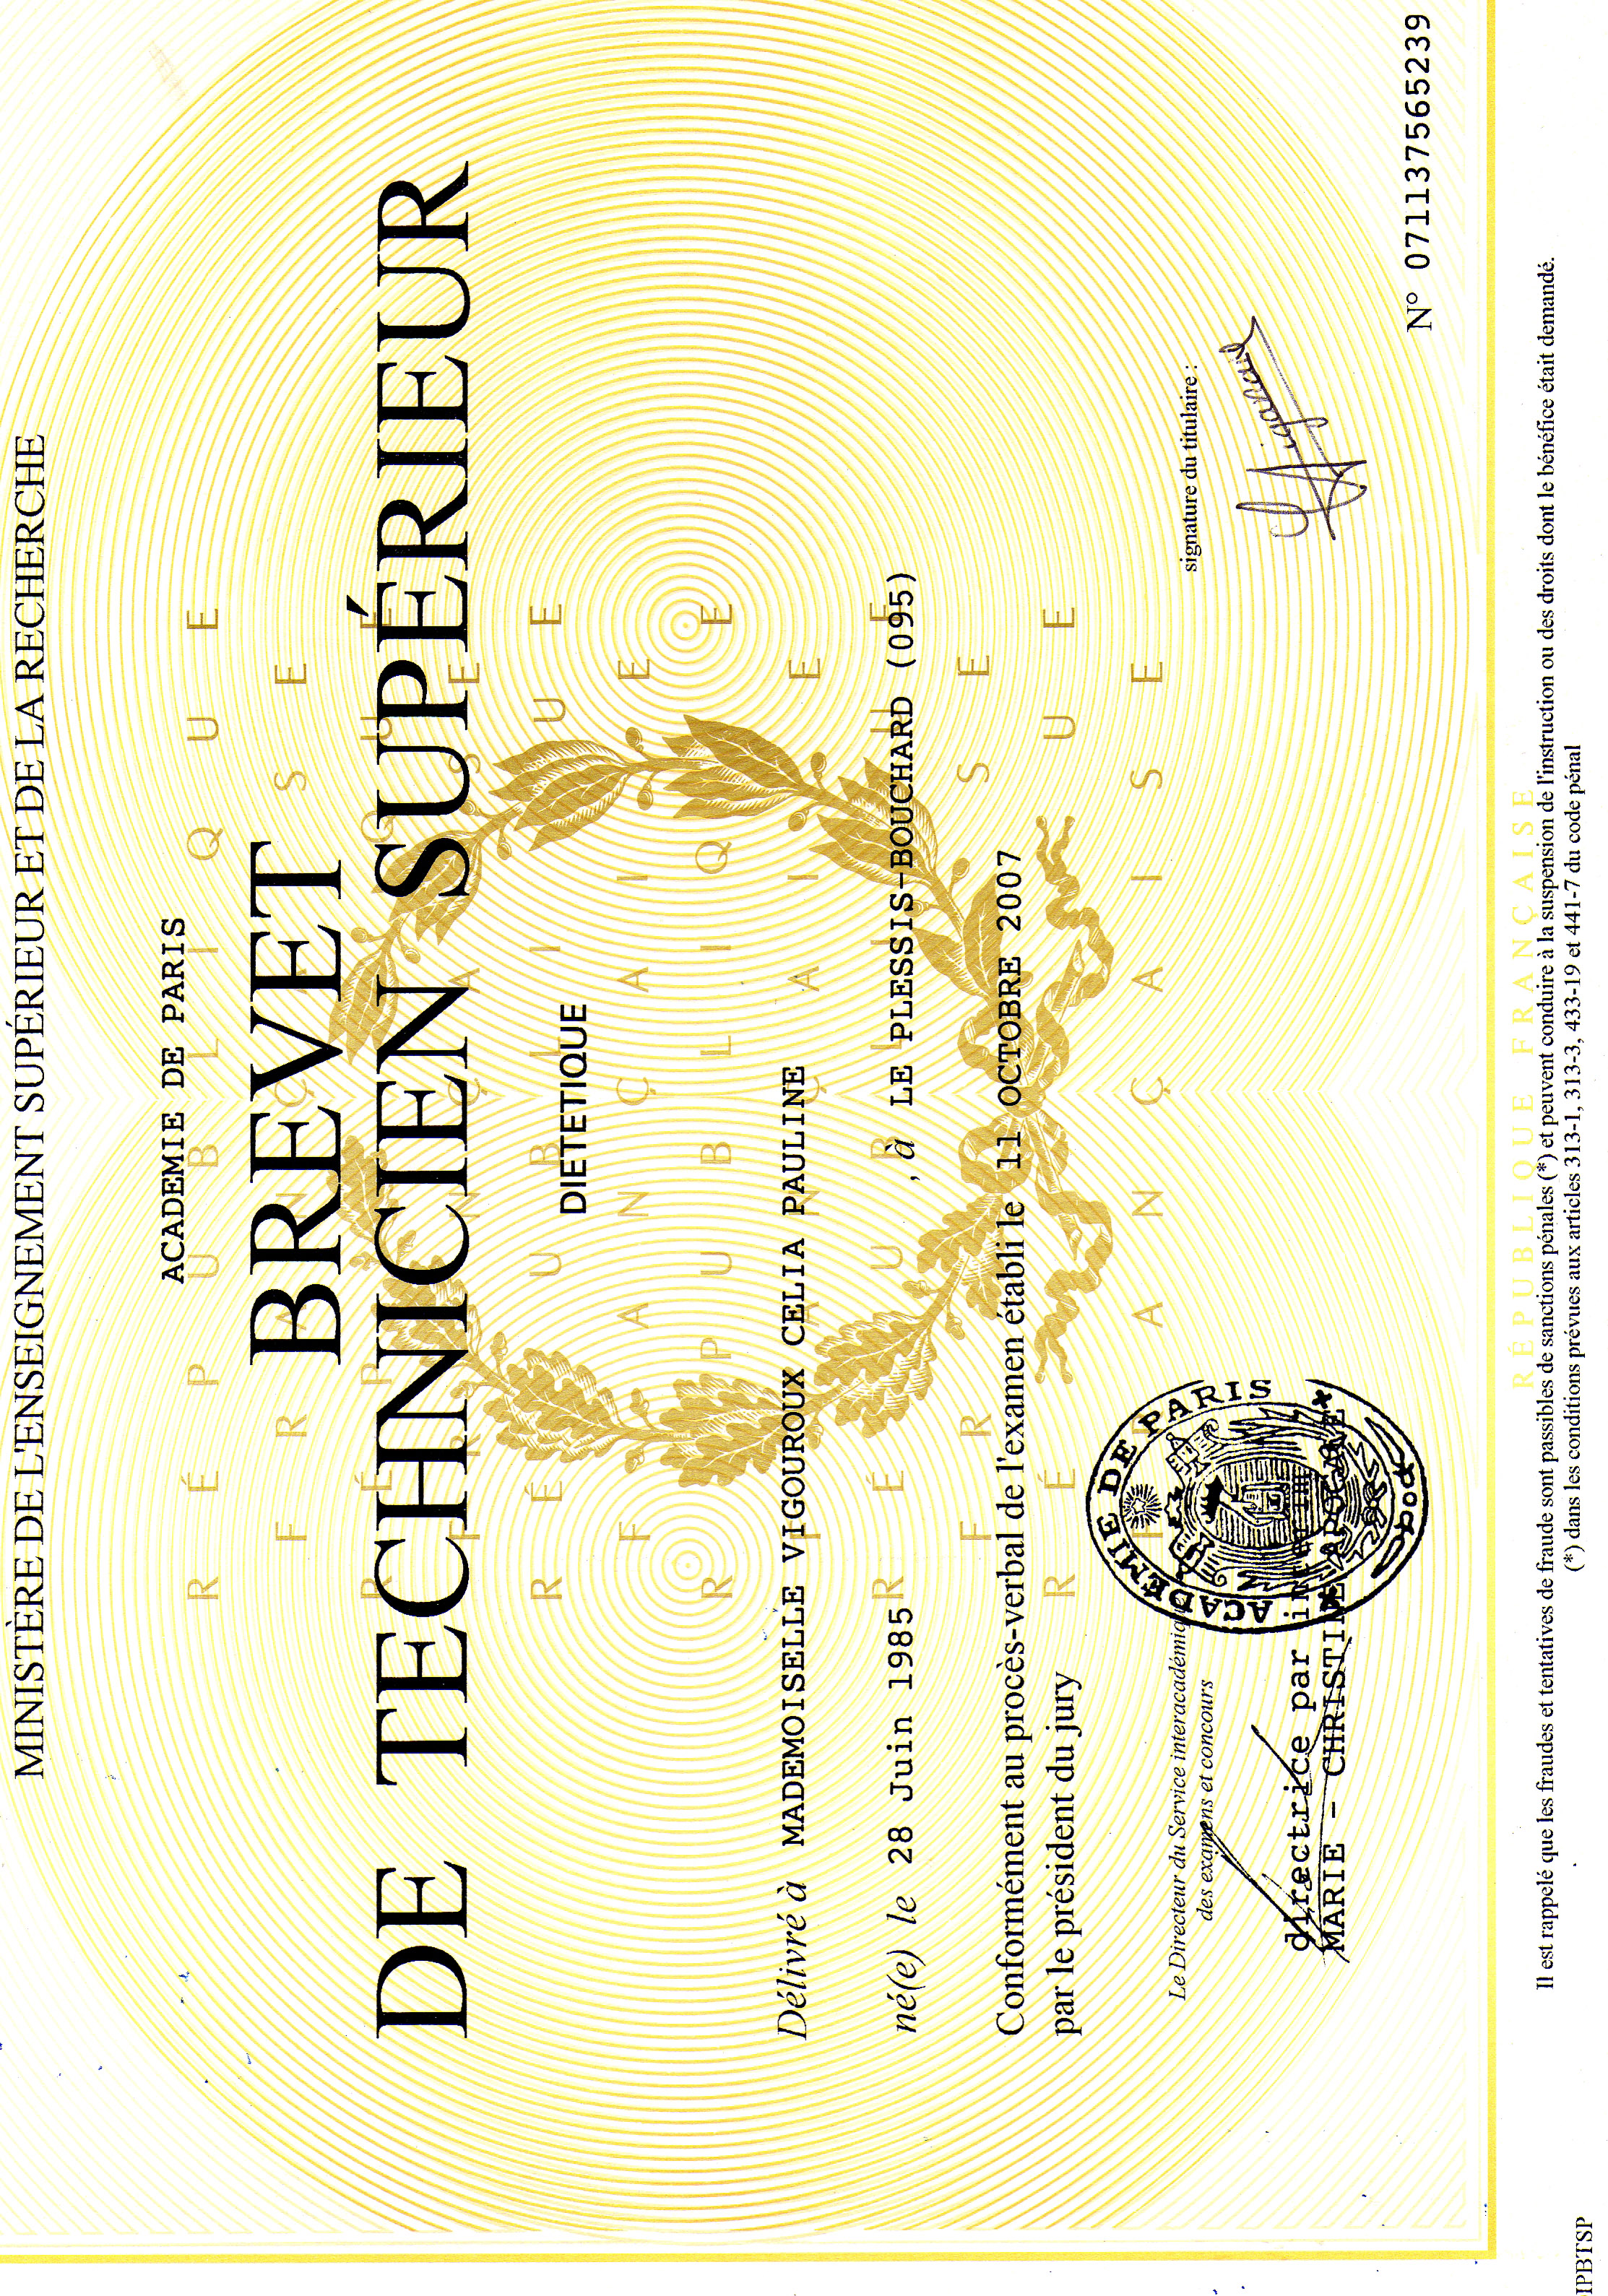 MINISTÈRE DE L'ENSEIGNEMENT SUPÉRIEUR ET DE LA RECHERCHE
ACADEMIE DE PARIS
BREVET
DE TECHNICIEN SUPÉRIEUR
DIETETIQUE
RÉPUBLIQUE
FRANÇAISE
Délivré à MADEMOISELLE VIGOUROUX CELIA PAULINE
né(e) le 28 Juin 1985 , à LE PLESSIS-BOUCHARD (095)
Conformément au procès-verbal de l'examen établi le 11 OCTOBRE 2007
par le président du jury
Le Directeur du Service interacadémique
des examens et concours
signature du titulaire :
ACADÉMIE DE PARIS
directrice par
MARIE - CHRISTINE
N° 071137565239
RÉPUBLIQUE FRANÇAISE
Il est rappelé que les fraudes et tentatives de fraude sont passibles de sanctions pénales (*) et peuvent conduire à la suspension de l'instruction ou des droits dont le bénéfice était demandé.
(*) dans les conditions prévues aux articles 313-1, 313-3, 433-19 et 441-7 du code pénal
IPBTSP